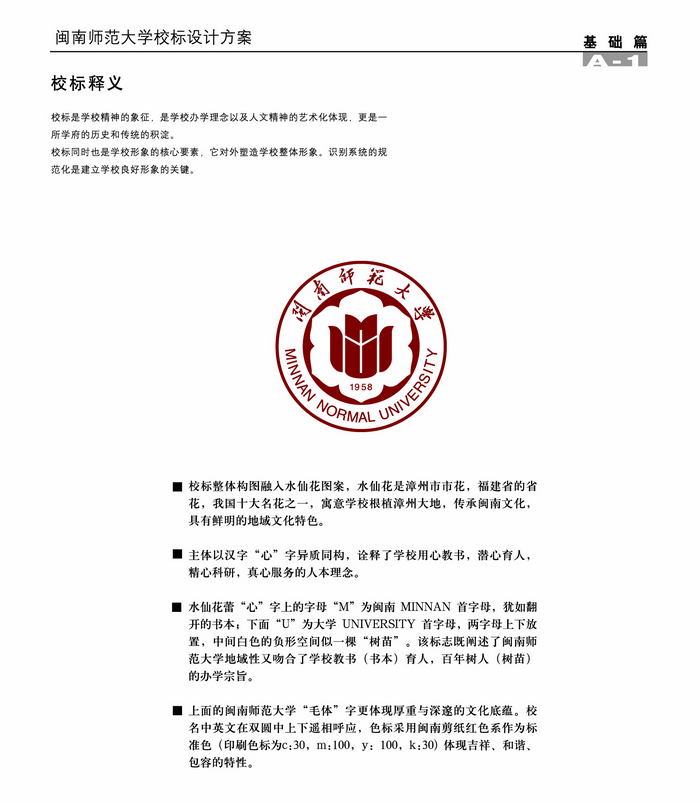 闽南师范大学校标设计方案
基础篇
A-1
校标释义
校标是学校精神的象征，是学校办学理念以及人文精神的艺术化体现，更是一
所学府的历史和传统的积淀。
校标同时也是学校形象的核心要素，它对外塑造学校整体形象。识别系统的规
范化是建立学校良好形象的关键。
闽南师范大学
1958
MINNAN NORMAL UNIVERSITY
■ 校标整体构图融入水仙花图案，水仙花是漳州市市花，福建省的省
花，我国十大名花之一，寓意学校根植漳州大地，传承闽南文化，
具有鲜明的地域文化特色。
■ 主体以汉字“心”字异质同构，诠释了学校用心教书，潜心育人，
精心科研，真心服务的人本理念。
■ 水仙花蕾“心”字上的字母“M”为闽南 MINNAN 首字母，犹如翻
开的书本；下面“U”为大学 UNIVERSITY 首字母，两字母上下放
置，中间白色的负形空间似一棵“树苗”。该标志既阐述了闽南师
范大学地域性又吻合了学校教书（书本）育人，百年树人（树苗）
的办学宗旨。
■ 上面的闽南师范大学“毛体”字更体现厚重与深邃的文化底蕴。校
名中英文在双圆中上下遥相呼应，色标采用闽南剪纸红色系作为标
准色（印刷色标为c:30，m:100，y：100，k:30）体现吉祥、和谐、
包容的特性。